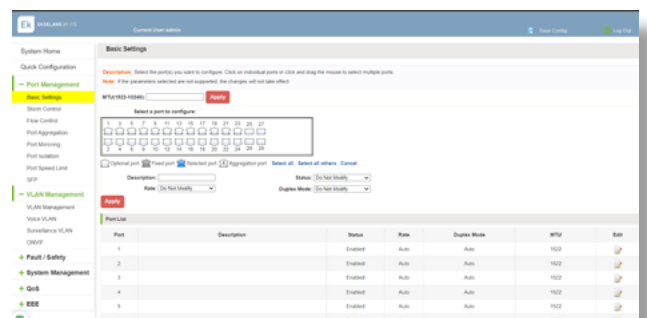 Ek EKSELANS BY ITS
Current User:admin
Save Config
Log Out
System Home
Quick Configuration
Port Management
Basic Settings
Storm Control
Flow Control
Port Aggregation
Port Mirroring
Port Isolation
Port Speed Limit
SFP
VLAN Management
VLAN Management
Voice VLAN
Surveillance VLAN
ONVIF
Fault / Safety
System Management
QoS
EEE
Basic Settings
Description: Select the port(s) you want to configure. Click on individual ports or click and drag the mouse to select multiple ports.
Note: If the parameters selected are not supported, the changes will not take effect.
MTU(1522-10240): Apply
Select a port to configure:
1 3 5 7 9 11 13 15 17 19 21 23 25 27
2 4 6 8 10 12 14 16 18 20 22 24 26 28
Optional port Fixed port Selected port Aggregation port Select all Select all others Cancel
Description: Status: Do Not Modify
Rate: Do Not Modify Duplex Mode: Do Not Modify
Apply
Port List
Port Description Status Rate Duplex Mode MTU Edit
1 Enabled Auto Auto 1522
2 Enabled Auto Auto 1522
3 Enabled Auto Auto 1522
4 Enabled Auto Auto 1522
5 Enabled Auto Auto 1522